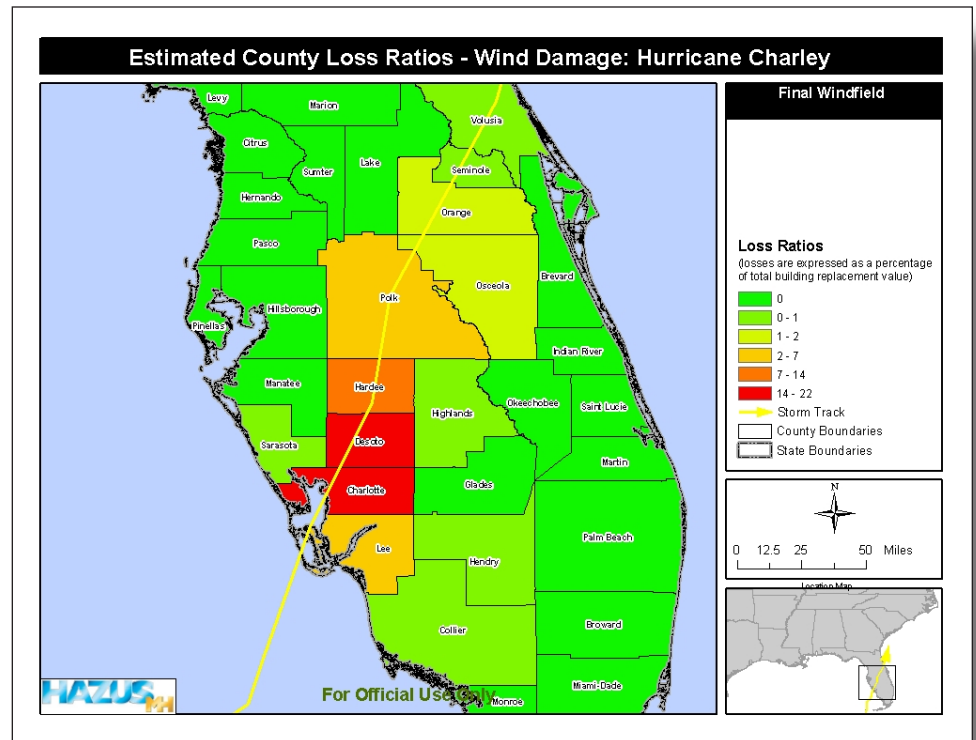 Estimated County Loss Ratios - Wind Damage: Hurricane Charley
Final Windfield
Levy
Marion
Volusia
Citrus
Lake
Sumter
Seminole
Hernando
Orange
Pasco
Brevard
Osceola
Polk
Hillsborough
Pinellas
Indian River
Manatee
Hardee
Highlands
Okeechobee
Saint Lucie
Sarasota
Desoto
Martin
Charlotte
Glades
Palm Beach
Lee
Hendry
Collier
Broward
Miami-Dade
Monroe
For Official Use Only
HAZUS
MH
Loss Ratios
(losses are expressed as a percentage
of total building replacement value)
0
0 - 1
1 - 2
2 - 7
7 - 14
14 - 22
Storm Track
County Boundaries
State Boundaries
N
0 12.5 25 50 Miles
Location Map